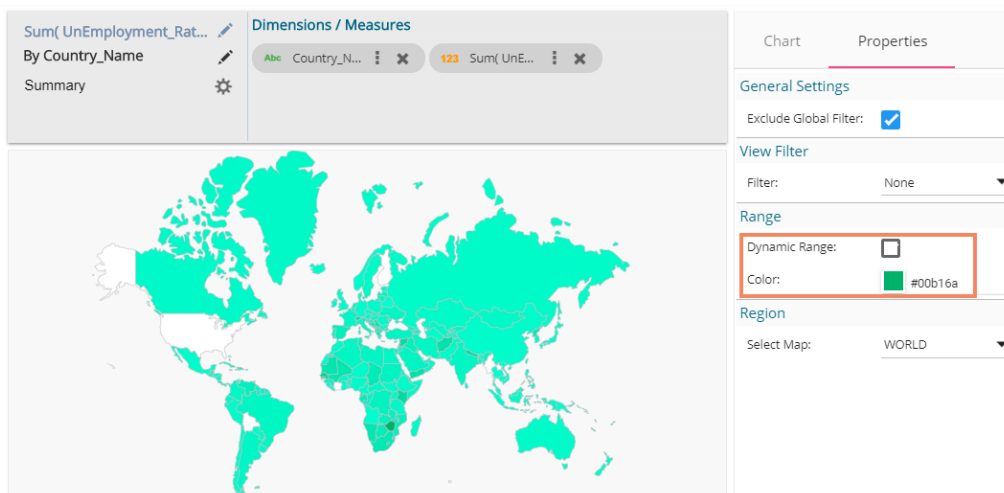 Sum( UnEmployment_Rat...
By Country_Name
Summary
Dimensions / Measures
Abc Country_N...
123 Sum( UnE...
Chart Properties
General Settings
Exclude Global Filter:
View Filter
Filter: None
Range
Dynamic Range:
Color: #00b16a
Region
Select Map: WORLD